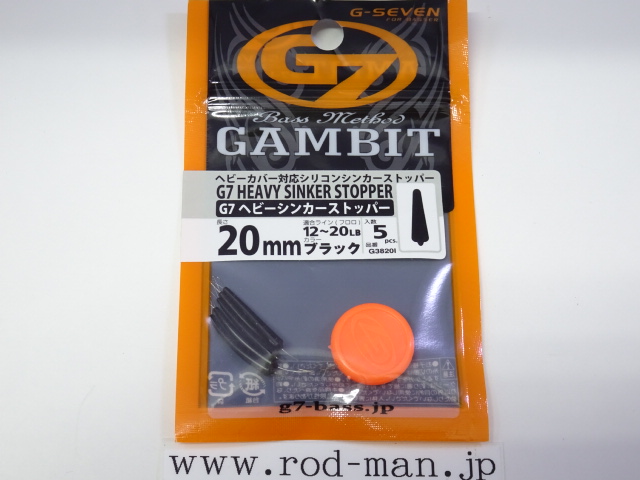 G-SEVEN
G7
Bass Method
GAMBIT
ヘビーカバー対応シリコンシンカーストッパー
G7 HEAVY SINKER STOPPER
G7 ヘビーシンカーストッパー
長さ 20mm
適合ライン(フロロ) 12~20LB
カラー ブラック
入数 5 pcs.
品番 G3820
紙
プラ
g7-bass.jp
www.rod-man.jp